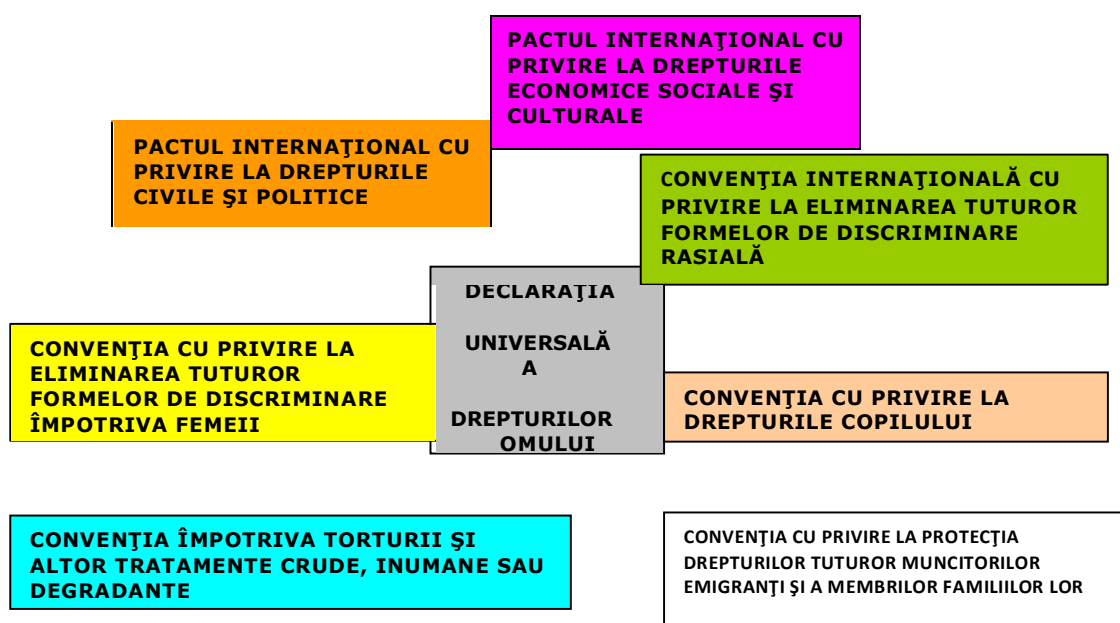 PACTUL INTERNAŢIONAL CU
PRIVIRE LA DREPTURILE
ECONOMICE SOCIALE ŞI
CULTURALE
PACTUL INTERNAŢIONAL CU
PRIVIRE LA DREPTURILE
CIVILE ŞI POLITICE
CONVENŢIA INTERNAŢIONALĂ CU
PRIVIRE LA ELIMINAREA TUTUROR
FORMELOR DE DISCRIMINARE
RASIALĂ
DECLARAŢIA
UNIVERSALĂ
A
DREPTURILOR
OMULUI
CONVENŢIA CU PRIVIRE LA
ELIMINAREA TUTUROR
FORMELOR DE DISCRIMINARE
ÎMPOTRIVA FEMEII
CONVENŢIA CU PRIVIRE LA
DREPTURILE COPILULUI
CONVENŢIA ÎMPOTRIVA TORTURII ŞI
ALTOR TRATAMENTE CRUDE, INUMANE SAU
DEGRADANTE
CONVENŢIA CU PRIVIRE LA PROTECŢIA
DREPTURILOR TUTUROR MUNCITORILOR
EMIGRANŢI ŞI A MEMBRILOR FAMILIILOR LOR